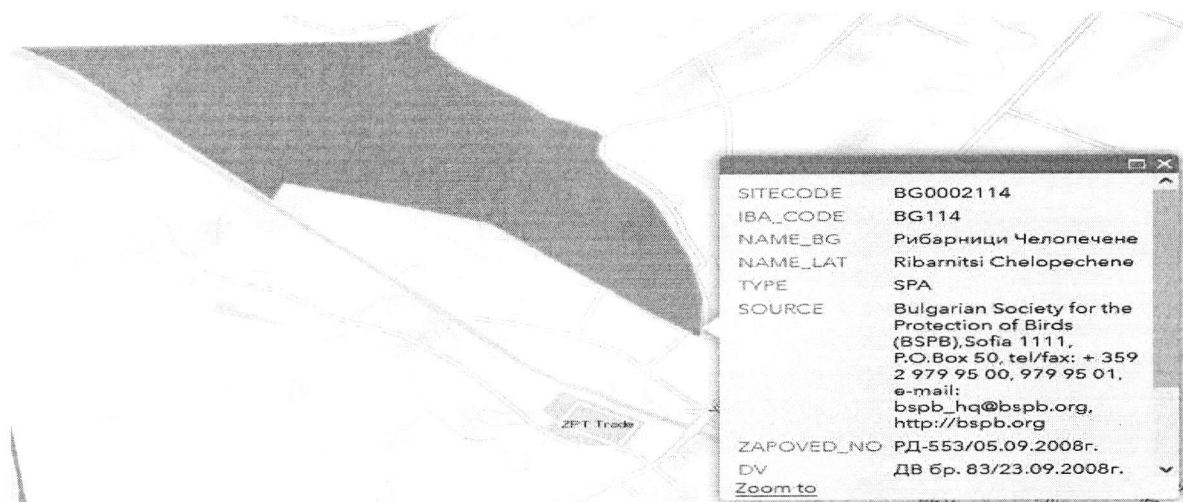 SITECODE BG0002114
IBA_CODE BG114
NAME_BG Рибарници Челопечене
NAME_LAT Ribarnitsi Chelopechene
TYPE SPA
SOURCE Bulgarian Society for the
Protection of Birds
(BSPB),Sofia 1111,
P.O.Box 50, tel/fax: + 359
2 979 95 00, 979 95 01,
e-mail:
bspb_hq@bspb.org,
http://bspb.org
ZAPOVED_NO РД-553/05.09.2008г.
DV ДВ бр. 83/23.09.2008г.
Zoom to
ZPT Trade